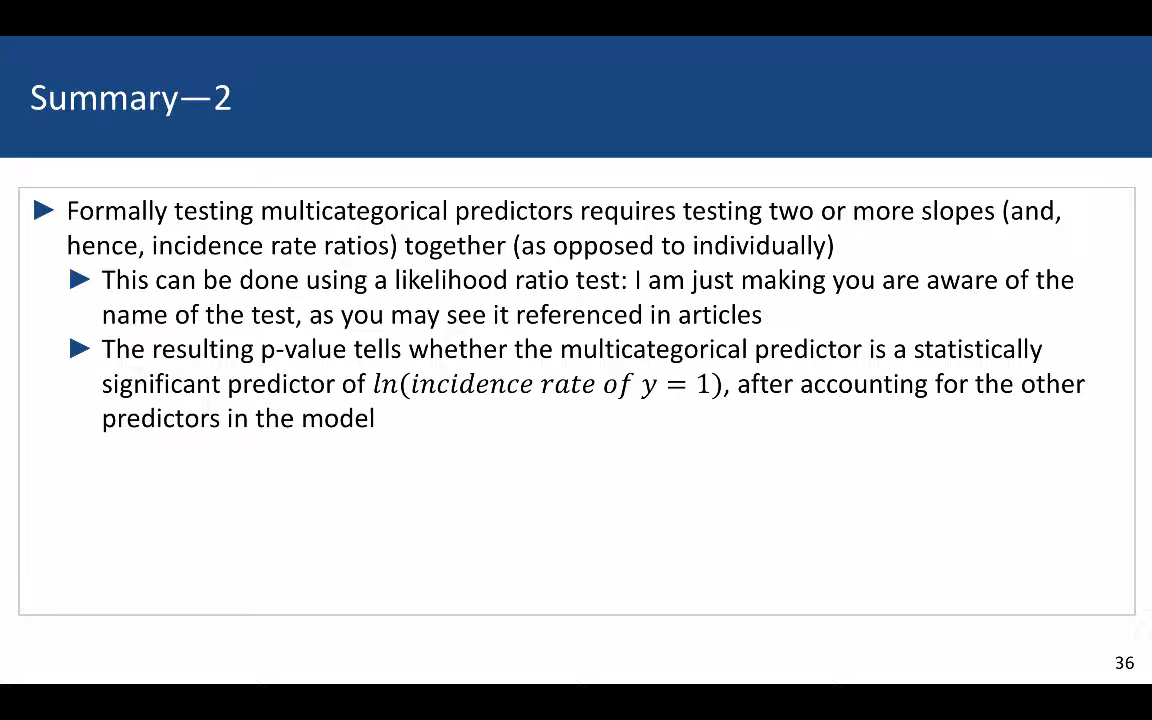 Summary—2
► Formally testing multicategorical predictors requires testing two or more slopes (and,
hence, incidence rate ratios) together (as opposed to individually)
► This can be done using a likelihood ratio test: I am just making you are aware of the
name of the test, as you may see it referenced in articles
► The resulting p-value tells whether the multicategorical predictor is a statistically
significant predictor of ln(incidence rate of y = 1), after accounting for the other
predictors in the model
36